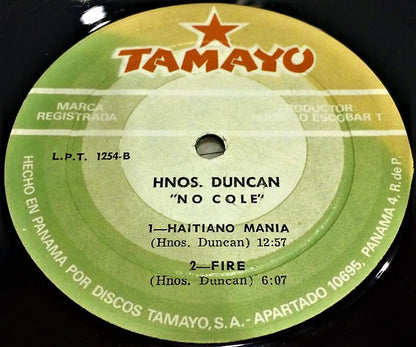 TAMAYO
MARCA
REGISTRADA
PRODUCTOR:
RODRIGO ESCOBAR T.
L.P.T. 1254-B
HNOS. DUNCAN
"NO COLE"
1—HAITIANO MANIA
(Hnos. Duncan) 12:57
2—FIRE
(Hnos. Duncan) 6:07
HECHO EN PANAMA POR DISCOS TAMAYO, S.A. - APARTADO 10695, PANAMA 4, R. de P.